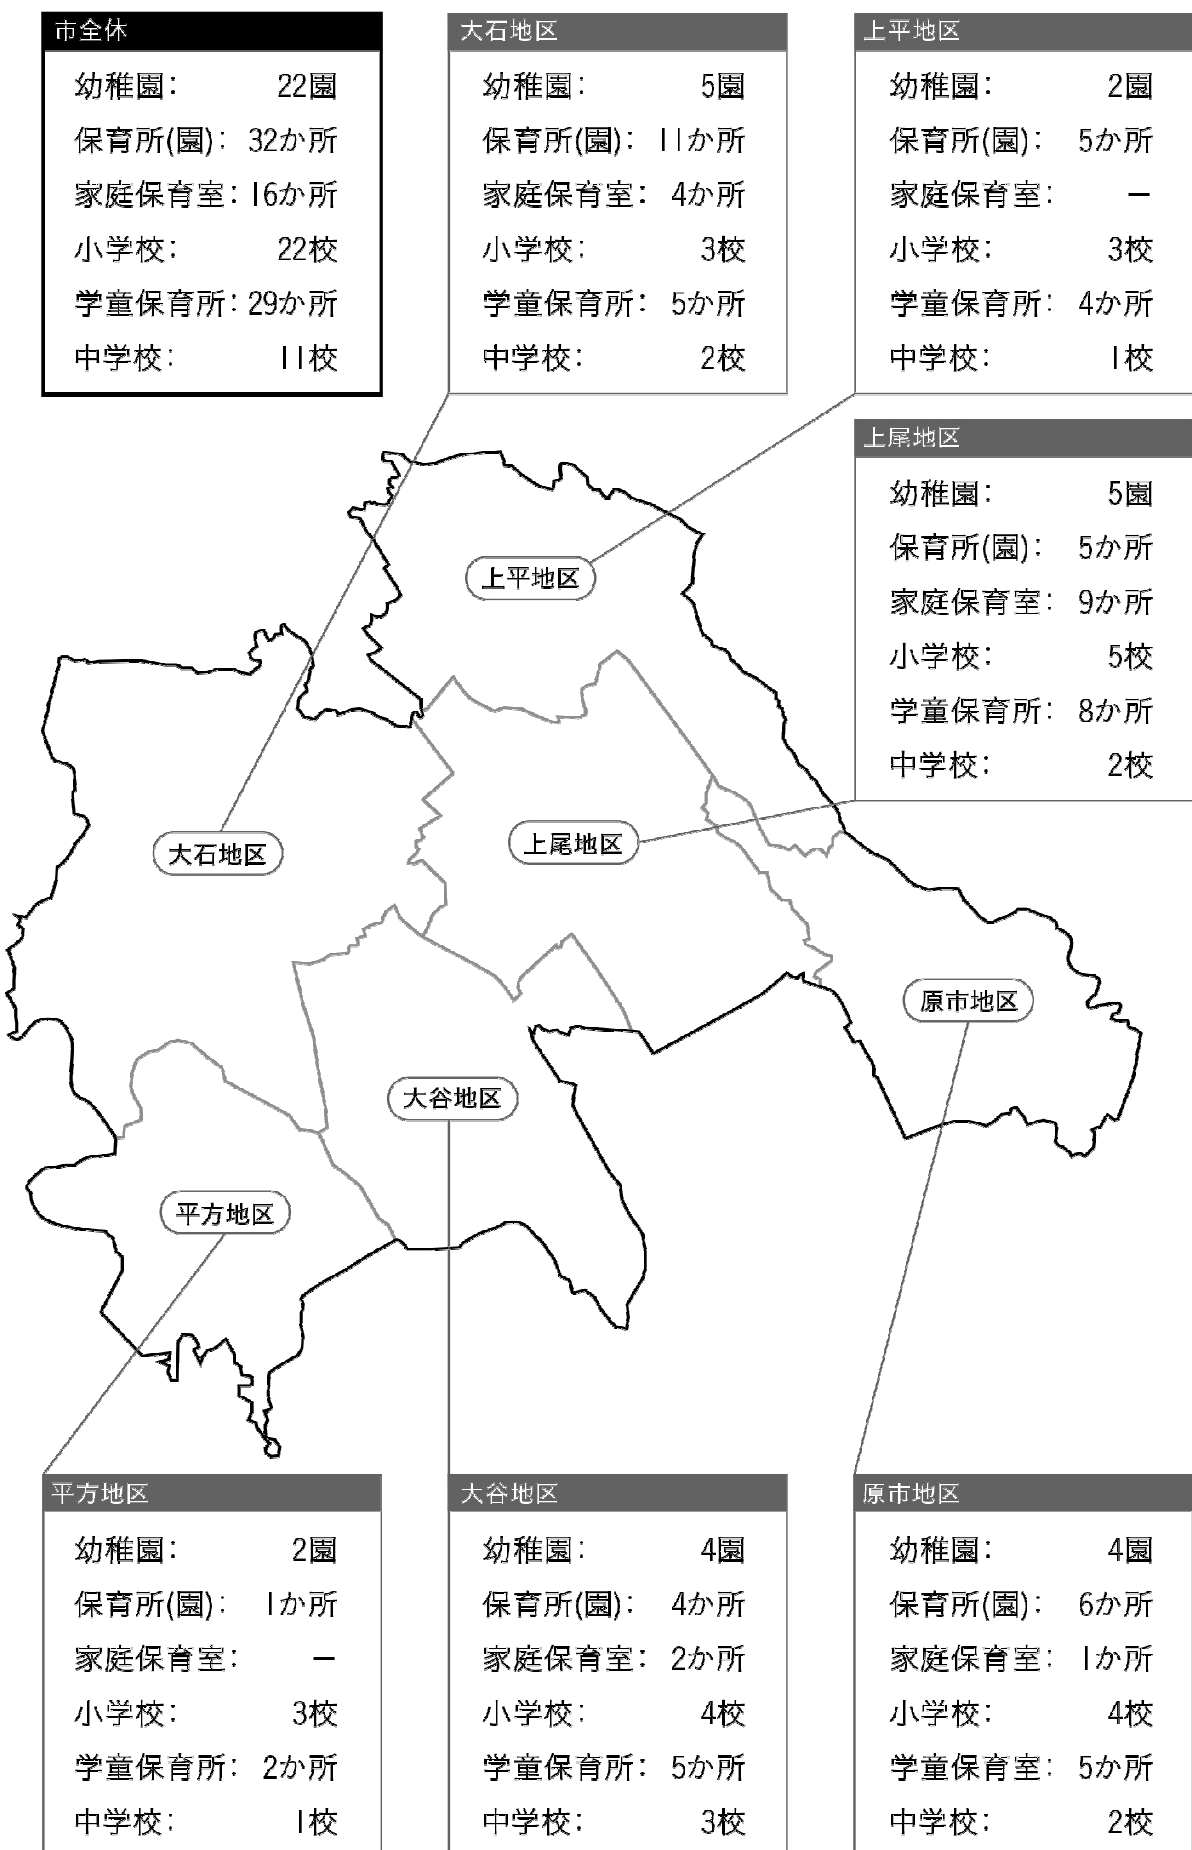 市全休
幼稚園： 22園
保育所(園)： 32か所
家庭保育室： 16か所
小学校： 22校
学童保育所： 29か所
中学校： 11校
大石地区
幼稚園： 5園
保育所(園)： 11か所
家庭保育室： 4か所
小学校： 3校
学童保育所： 5か所
中学校： 2校
上平地区
幼稚園： 2園
保育所(園)： 5か所
家庭保育室： －
小学校： 3校
学童保育所： 4か所
中学校： 1校
上尾地区
幼稚園： 5園
保育所(園)： 5か所
家庭保育室： 9か所
小学校： 5校
学童保育所： 8か所
中学校： 2校
上平地区
大石地区
上尾地区
原市地区
大谷地区
平方地区
平方地区
幼稚園： 2園
保育所(園)： 1か所
家庭保育室： －
小学校： 3校
学童保育所： 2か所
中学校： 1校
大谷地区
幼稚園： 4園
保育所(園)： 4か所
家庭保育室： 2か所
小学校： 4校
学童保育所： 5か所
中学校： 3校
原市地区
幼稚園： 4園
保育所(園)： 6か所
家庭保育室： 1か所
小学校： 4校
学童保育室： 5か所
中学校： 2校